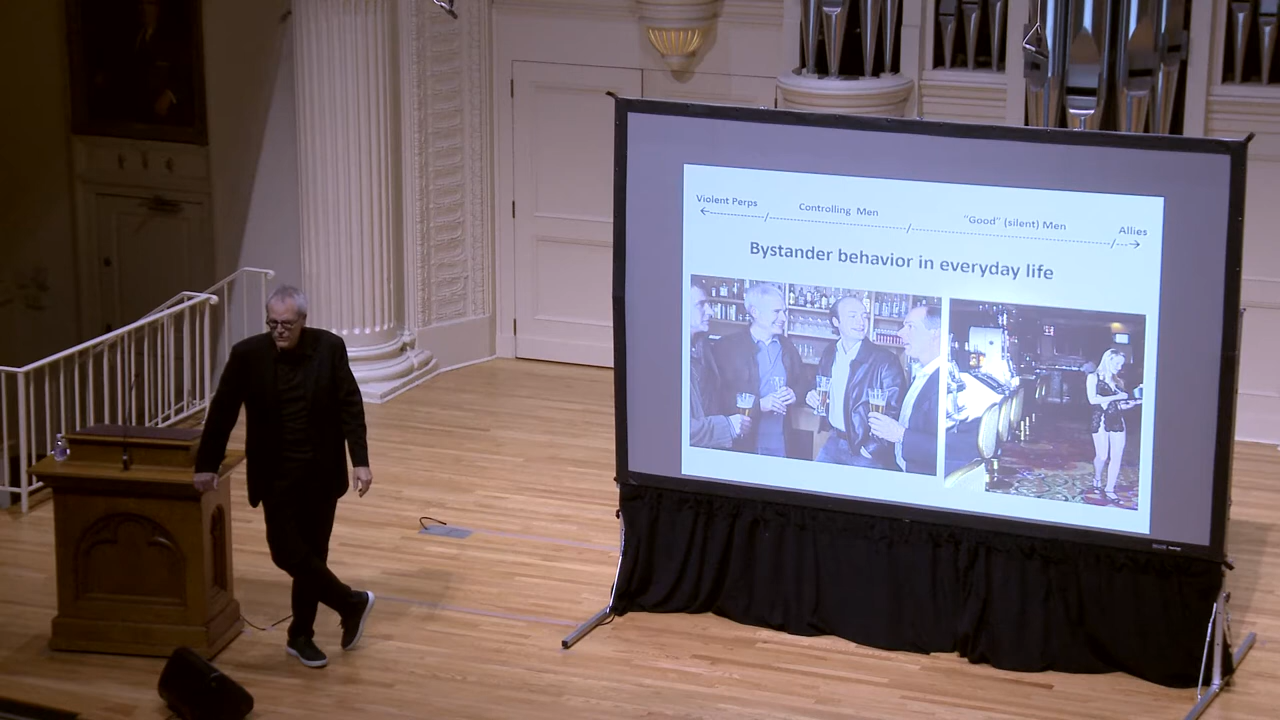 Violent Perps
Controlling Men
"Good" (silent) Men
Allies
Bystander behavior in everyday life